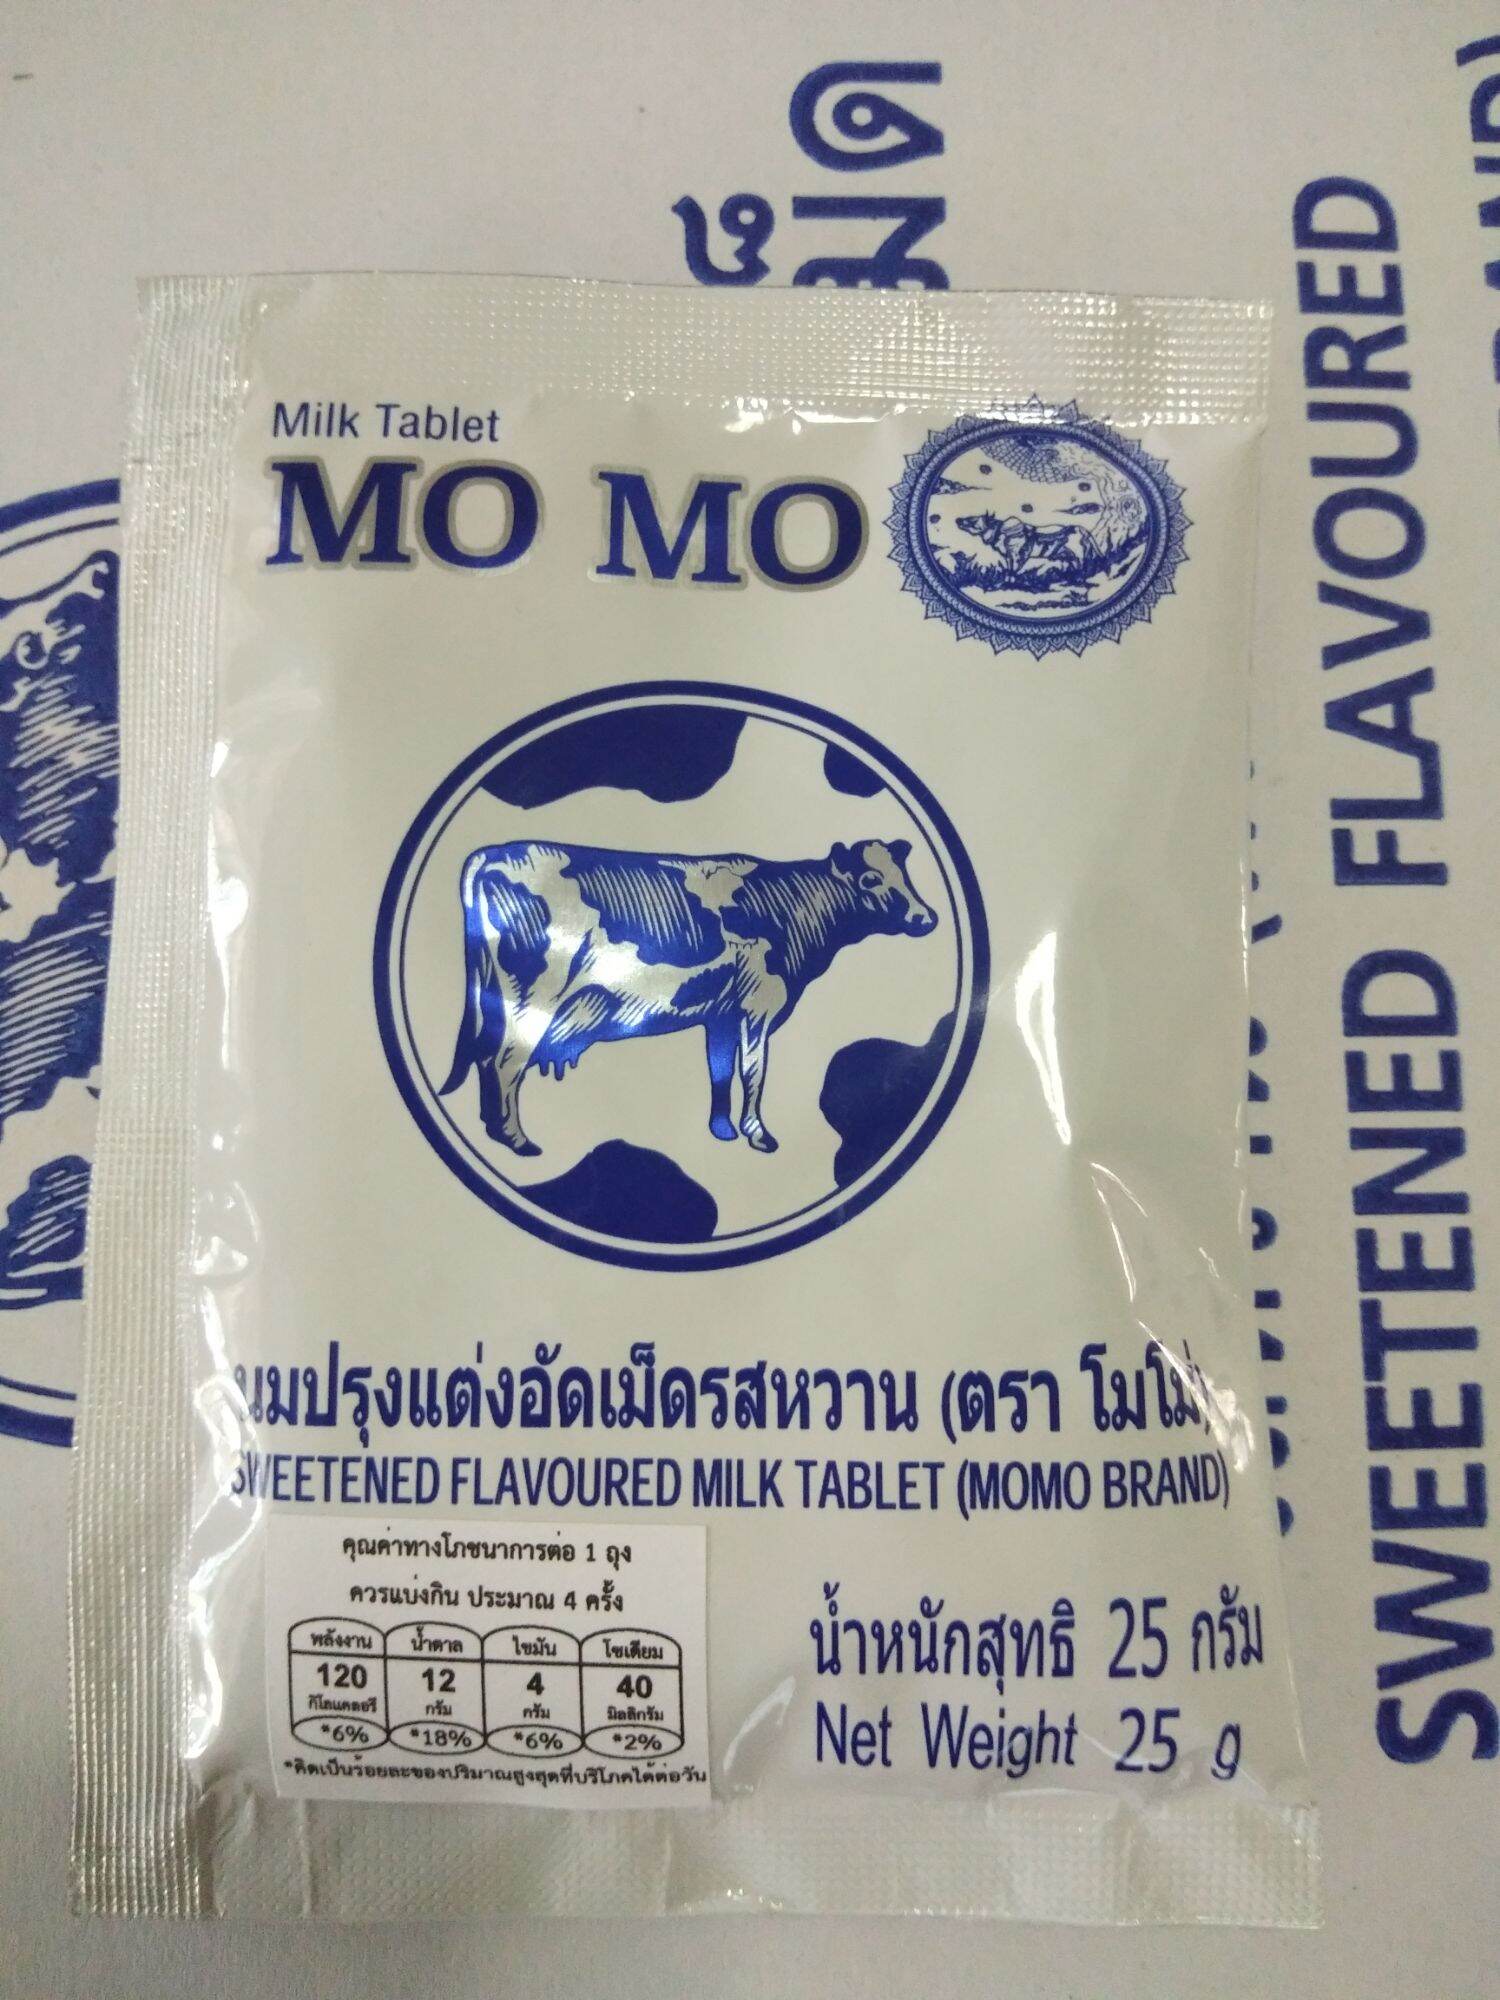 Milk Tablet
MO MO
นมปรุงแต่งอัดเม็ดรสหวาน (ตรา โมโม่)
SWEETENED FLAVOURED MILK TABLET (MOMO BRAND)
คุณค่าทางโภชนาการต่อ 1 ถุง
ควรแบ่งกิน ประมาณ 4 ครั้ง
พลังงาน น้ำตาล ไขมัน โซเดียม
120 12 4 40
กิโลแคลอรี กรัม กรัม มิลลิกรัม
*6% *18% *6% *2%
*คิดเป็นร้อยละของปริมาณสูงสุดที่บริโภคได้ต่อวัน
น้ำหนักสุทธิ 25 กรัม
Net Weight 25 g
SWEETENED FLAVOURED